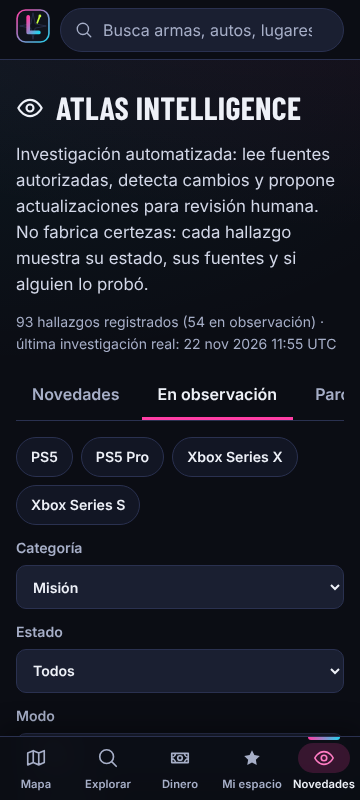 Busca armas, autos, lugares
ATLAS INTELLIGENCE
Investigación automatizada: lee fuentes
autorizadas, detecta cambios y propone
actualizaciones para revisión humana.
No fabrica certezas: cada hallazgo
muestra su estado, sus fuentes y si
alguien lo probó.
93 hallazgos registrados (54 en observación) ·
última investigación real: 22 nov 2026 11:55 UTC
Novedades En observación Parc
PS5 PS5 Pro Xbox Series X
Xbox Series S
Categoría
Misión
Estado
Todos
Modo
Mapa Explorar Dinero Mi espacio Novedades